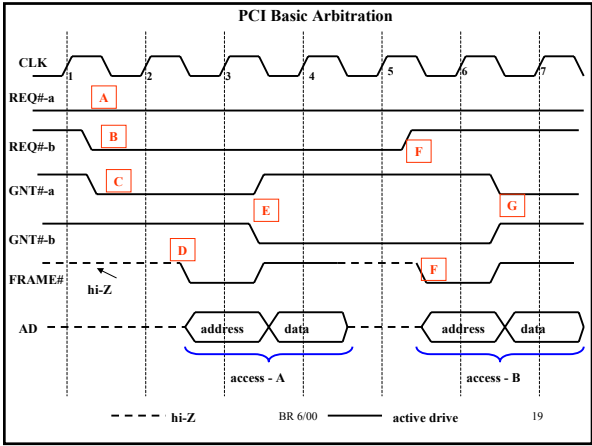 PCI Basic Arbitration
CLK
1 2 3 4 5 6 7
REQ#-a
A
REQ#-b
B
F
GNT#-a
C
G
E
GNT#-b
D
FRAME#
F
hi-Z
AD
address data
address data
access - A
access - B
hi-Z
BR 6/00
active drive
19